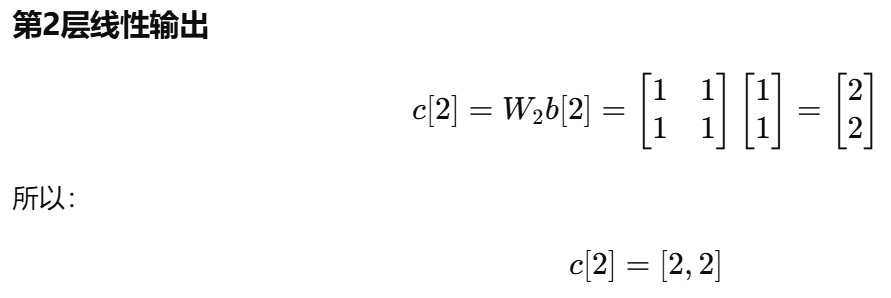 第2层线性输出
c[2] = W₂b[2] = [1 1; 1 1] [1; 1] = [2; 2]
所以：
c[2] = [2, 2]